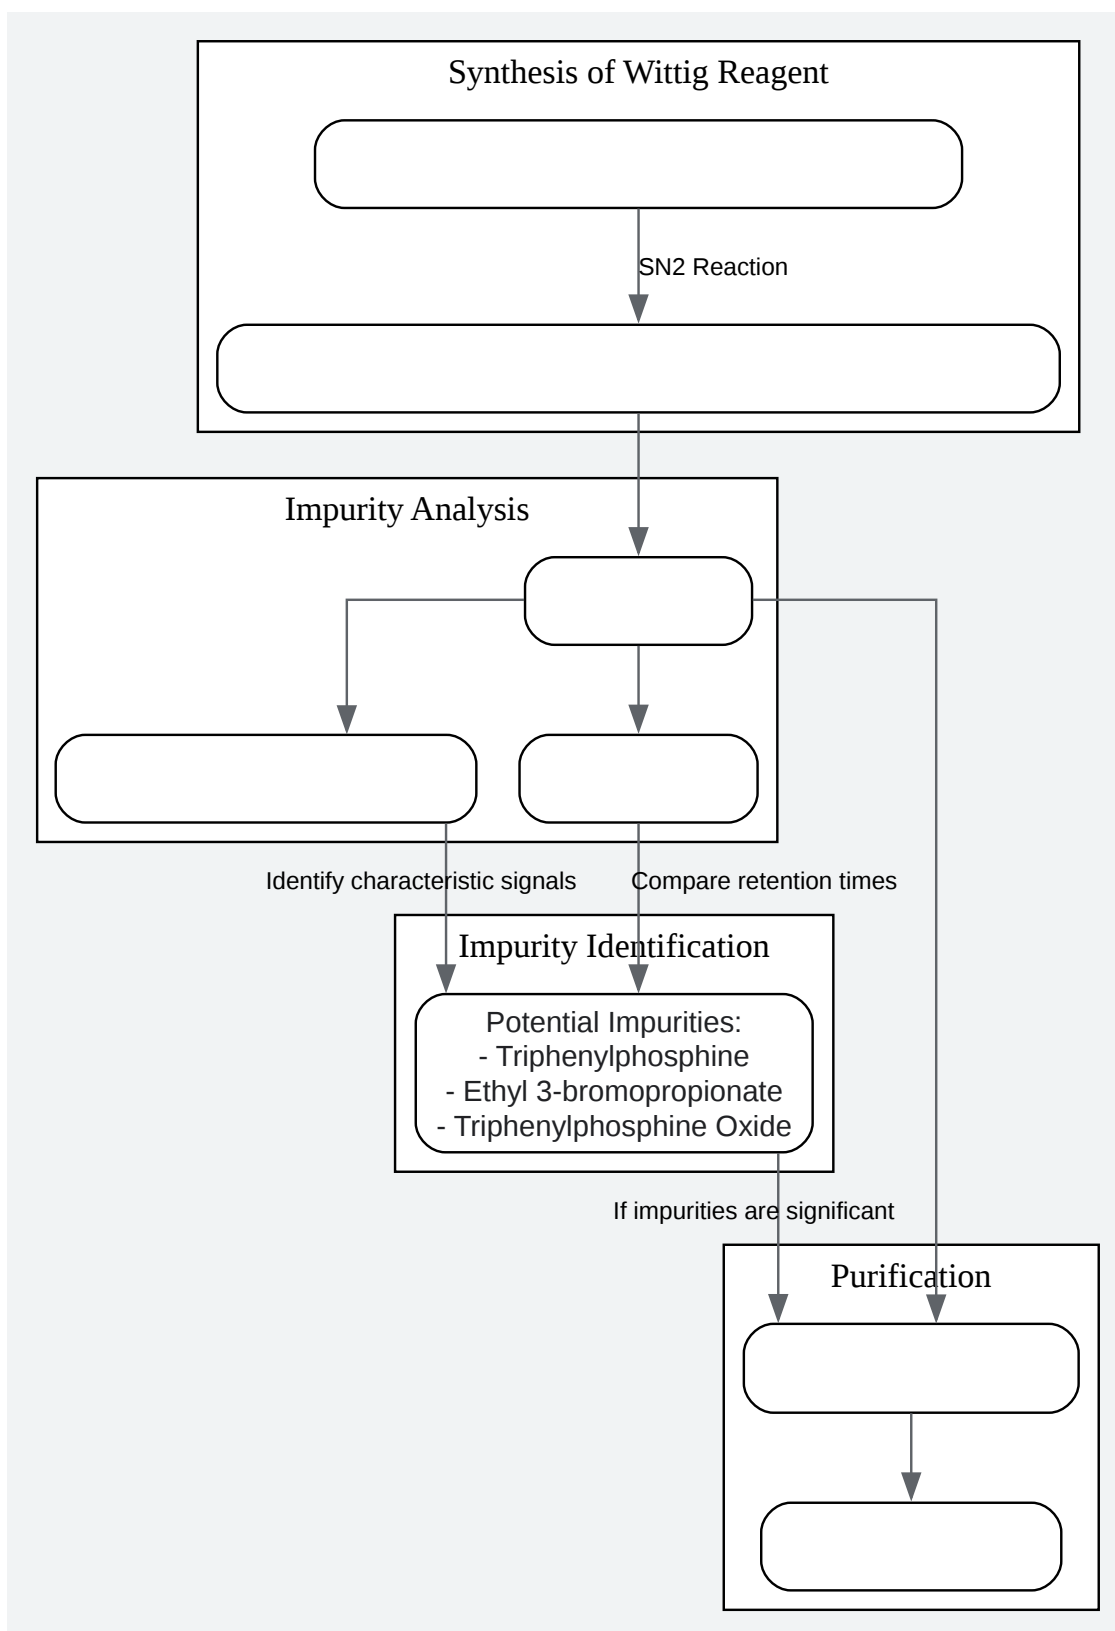 Synthesis of Wittig Reagent
SN2 Reaction
Impurity Analysis
Identify characteristic signals
Compare retention times
Impurity Identification
Potential Impurities:
- Triphenylphosphine
- Ethyl 3-bromopropionate
- Triphenylphosphine Oxide
If impurities are significant
Purification